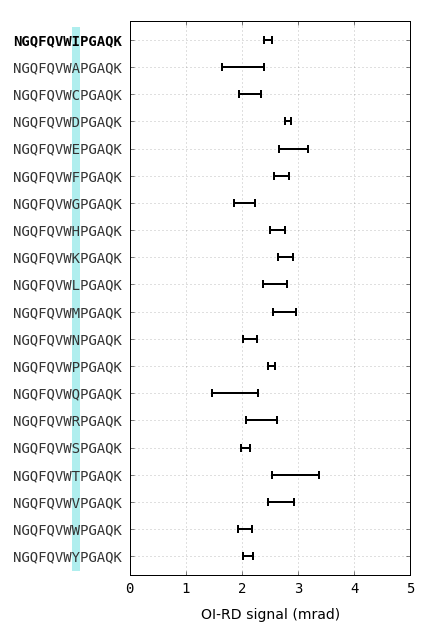 NGQFQVWIPGAQK
NGQFQVWAPGAQK
NGQFQVWCPGAQK
NGQFQVWDPGAQK
NGQFQVWEPGAQK
NGQFQVWFPGAQK
NGQFQVWGPGAQK
NGQFQVWHPGAQK
NGQFQVWKPGAQK
NGQFQVWLPGAQK
NGQFQVWMPGAQK
NGQFQVWNPGAQK
NGQFQVWPPGAQK
NGQFQVWQPGAQK
NGQFQVWRPGAQK
NGQFQVWSPGAQK
NGQFQVWTPGAQK
NGQFQVWVPGAQK
NGQFQVWWPGAQK
NGQFQVWYPGAQK
0 1 2 3 4 5
OI-RD signal (mrad)